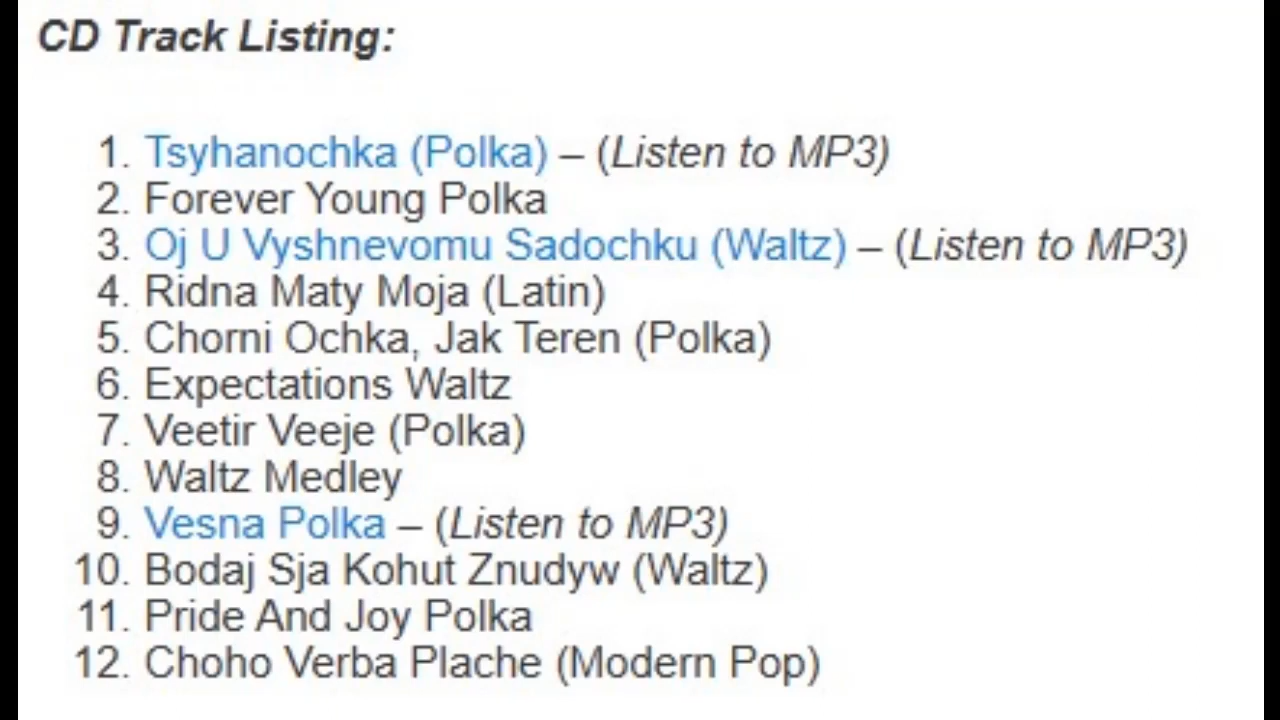 CD Track Listing:
1. Tsyhanochka (Polka) – (Listen to MP3)
2. Forever Young Polka
3. Oj U Vyshnevomu Sadochku (Waltz) – (Listen to MP3)
4. Ridna Maty Moja (Latin)
5. Chorni Ochka, Jak Teren (Polka)
6. Expectations Waltz
7. Veetir Veeje (Polka)
8. Waltz Medley
9. Vesna Polka – (Listen to MP3)
10. Bodaj Sja Kohut Znudyw (Waltz)
11. Pride And Joy Polka
12. Choho Verba Plache (Modern Pop)